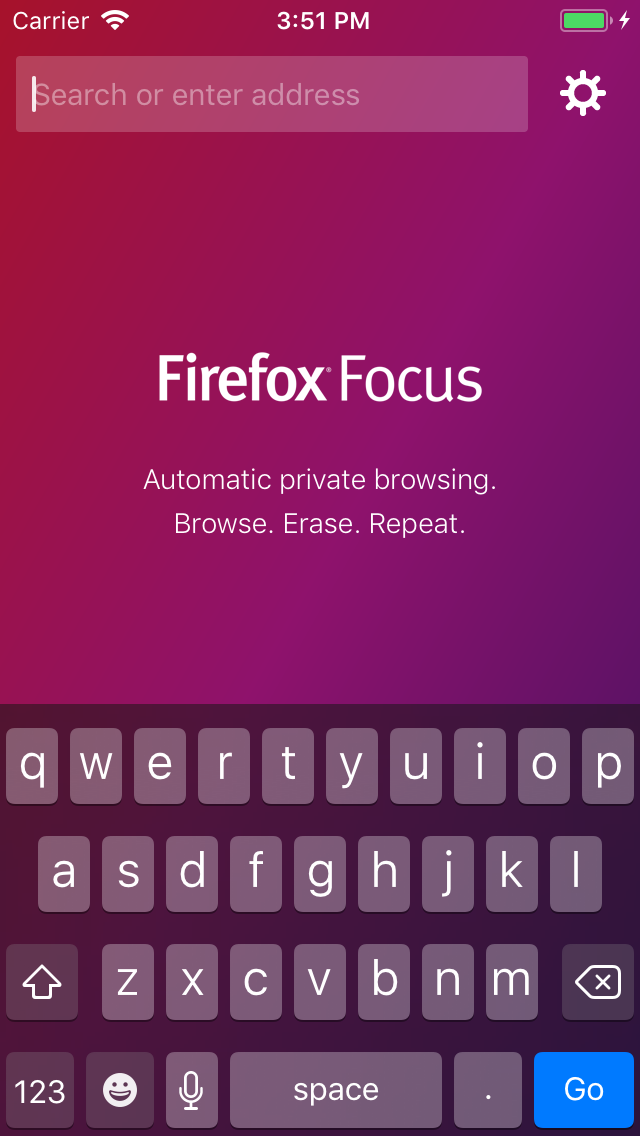 Carrier 3:51 PM
Search or enter address
Firefox® Focus
Automatic private browsing.
Browse. Erase. Repeat.
q w e r t y u i o p
a s d f g h j k l
z x c v b n m
123 space . Go